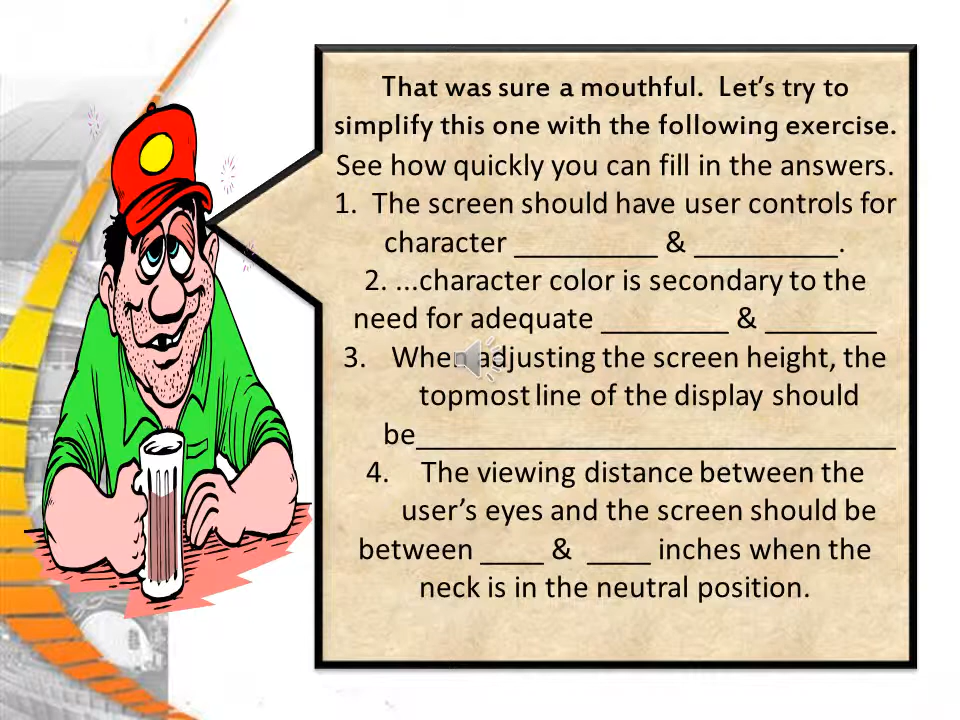 That was sure a mouthful. Let's try to
simplify this one with the following exercise.
See how quickly you can fill in the answers.
1. The screen should have user controls for
character _________ & _________.
2. ...character color is secondary to the
need for adequate ________ & _______
3. When adjusting the screen height, the
topmost line of the display should
be______________________________
4. The viewing distance between the
user's eyes and the screen should be
between ____ & ____ inches when the
neck is in the neutral position.